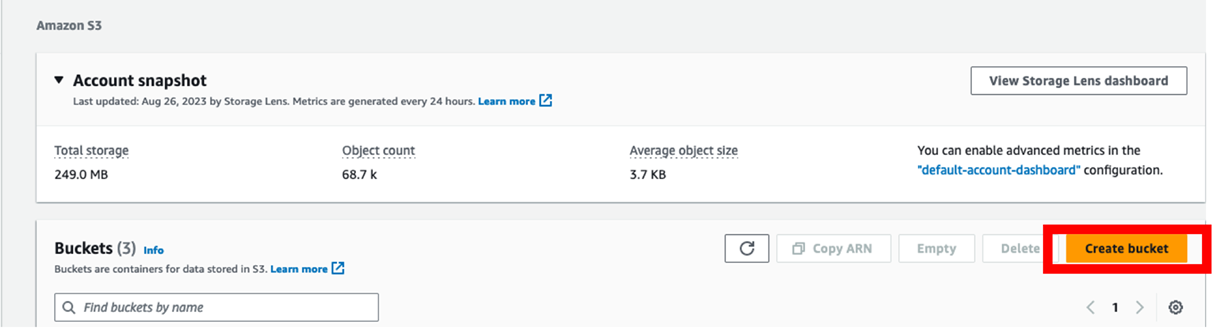 Amazon S3
Account snapshot
View Storage Lens dashboard
Last updated: Aug 26, 2023 by Storage Lens. Metrics are generated every 24 hours. Learn more
Total storage
249.0 MB
Object count
68.7 k
Average object size
3.7 KB
You can enable advanced metrics in the
"default-account-dashboard" configuration.
Buckets (3) Info
Buckets are containers for data stored in S3. Learn more
Copy ARN
Empty
Delete
Create bucket
Find buckets by name
1